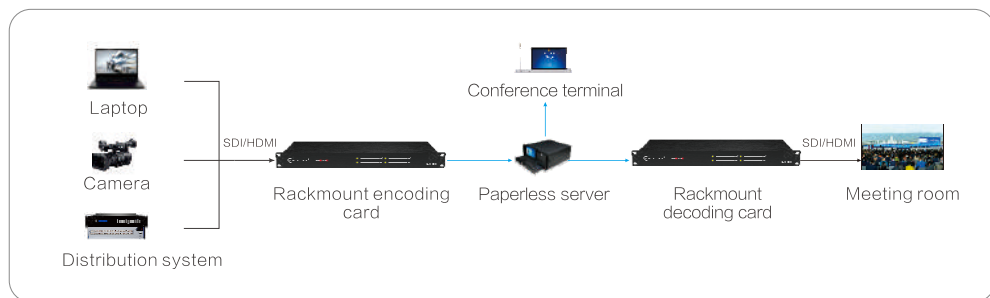 Conference terminal
Laptop
SDI/HDMI
SDI/HDMI
Camera
Rackmount encoding
card
Paperless server
Rackmount
decoding card
Meeting room
Distribution system